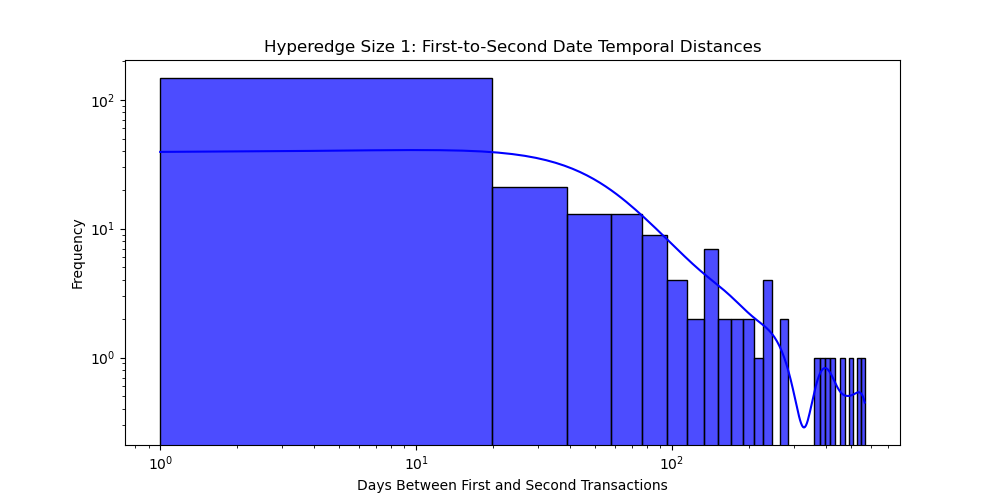 Hyperedge Size 1: First-to-Second Date Temporal Distances
Frequency
10²
10¹
10⁰
10⁰ 10¹ 10²
Days Between First and Second Transactions